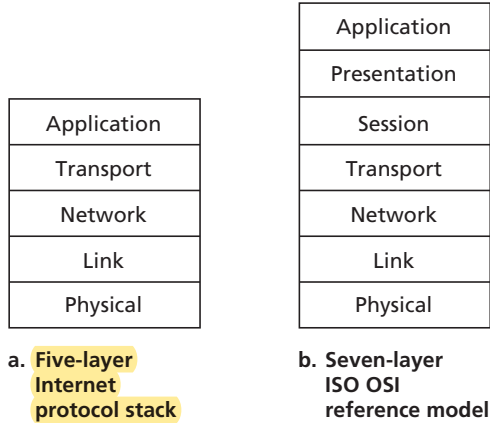 Application
Transport
Network
Link
Physical
a. Five-layer
Internet
protocol stack
Application
Presentation
Session
Transport
Network
Link
Physical
b. Seven-layer
ISO OSI
reference model